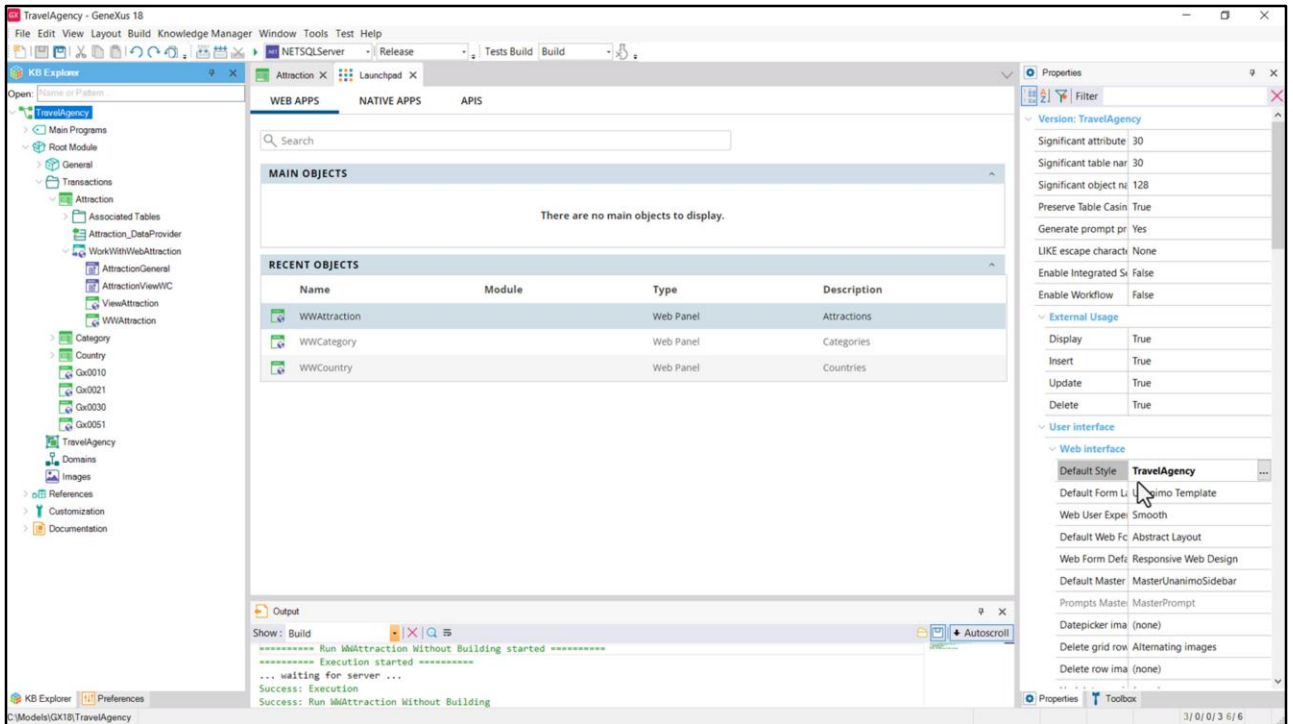 TravelAgency - GeneXus 18
File Edit View Layout Build Knowledge Manager Window Tools Test Help
NETSQLServer Release Tests Build Build
KB Explorer
Open: Name or Pattern...
TravelAgency
Main Programs
Root Module
General
Transactions
Attraction
Associated Tables
Attraction_DataProvider
WorkWithWebAttraction
AttractionGeneral
AttractionViewWC
ViewAttraction
WWAttraction
Category
Country
Gx0010
Gx0021
Gx0030
Gx0051
TravelAgency
Domains
Images
References
Customization
Documentation
KB Explorer Preferences
C:\Models\GX18\TravelAgency
Attraction Launchpad
WEB APPS NATIVE APPS APIS
Search
MAIN OBJECTS
There are no main objects to display.
RECENT OBJECTS
Name Module Type Description
WWAttraction Web Panel Attractions
WWCategory Web Panel Categories
WWCountry Web Panel Countries
Output
Show: Build Autoscroll
========== Run WWAttraction Without Building started ==========
========== Execution started ==========
... waiting for server ...
Success: Execution
Success: Run WWAttraction Without Building
Properties
Filter
Version: TravelAgency
Significant attribute 30
Significant table nar 30
Significant object na 128
Preserve Table Casin True
Generate prompt pr Yes
LIKE escape characte None
Enable Integrated Se False
Enable Workflow False
External Usage
Display True
Insert True
Update True
Delete True
User interface
Web interface
Default Style TravelAgency ...
Default Form La Template
Web User Exper Smooth
Default Web Fo Abstract Layout
Web Form Defa Responsive Web Design
Default Master MasterUnanimoSidebar
Prompts Master MasterPrompt
Datepicker ima (none)
Delete grid row Alternating images
Delete row ima (none)
Properties Toolbox
3/0/0/3 6/6